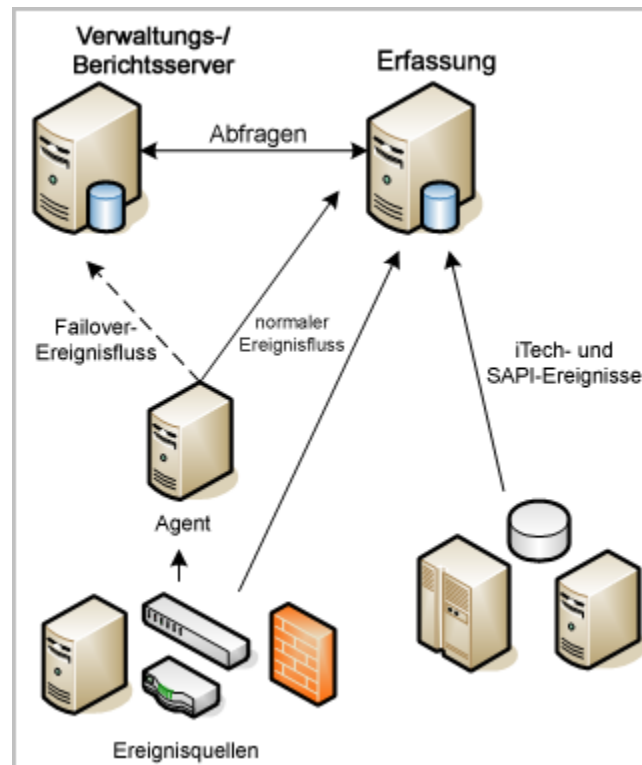 Verwaltungs-/
Berichtsserver
Erfassung
Abfragen
Failover-
Ereignisfluss
normaler
Ereignisfluss
iTech- und
SAPI-Ereignisse
Agent
Ereignisquellen